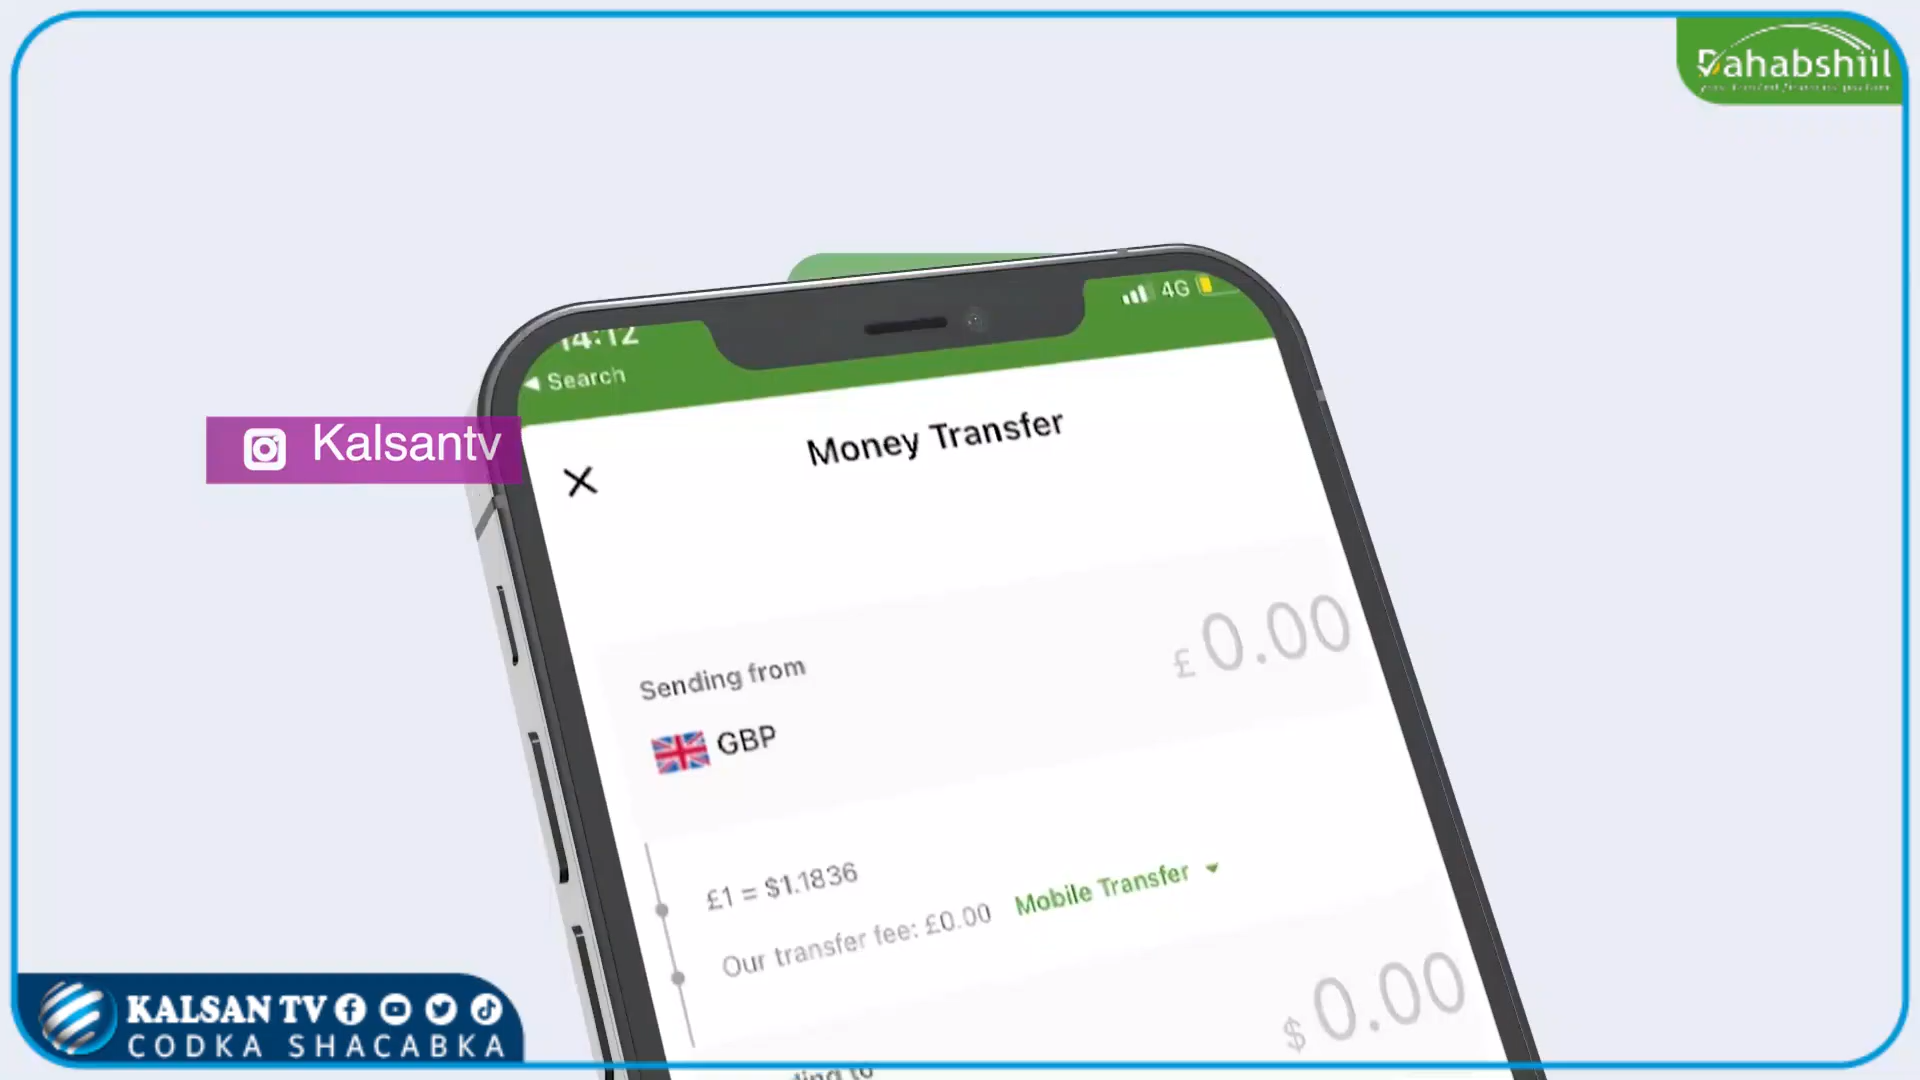 Dahabshiil
14:12
4G
Search
Money Transfer
Kalsantv
£0.00
Sending from
GBP
£1 = $1.1836
Our transfer fee: £0.00 Mobile Transfer
$0.00
KALSAN TV
CODKA SHACABKA